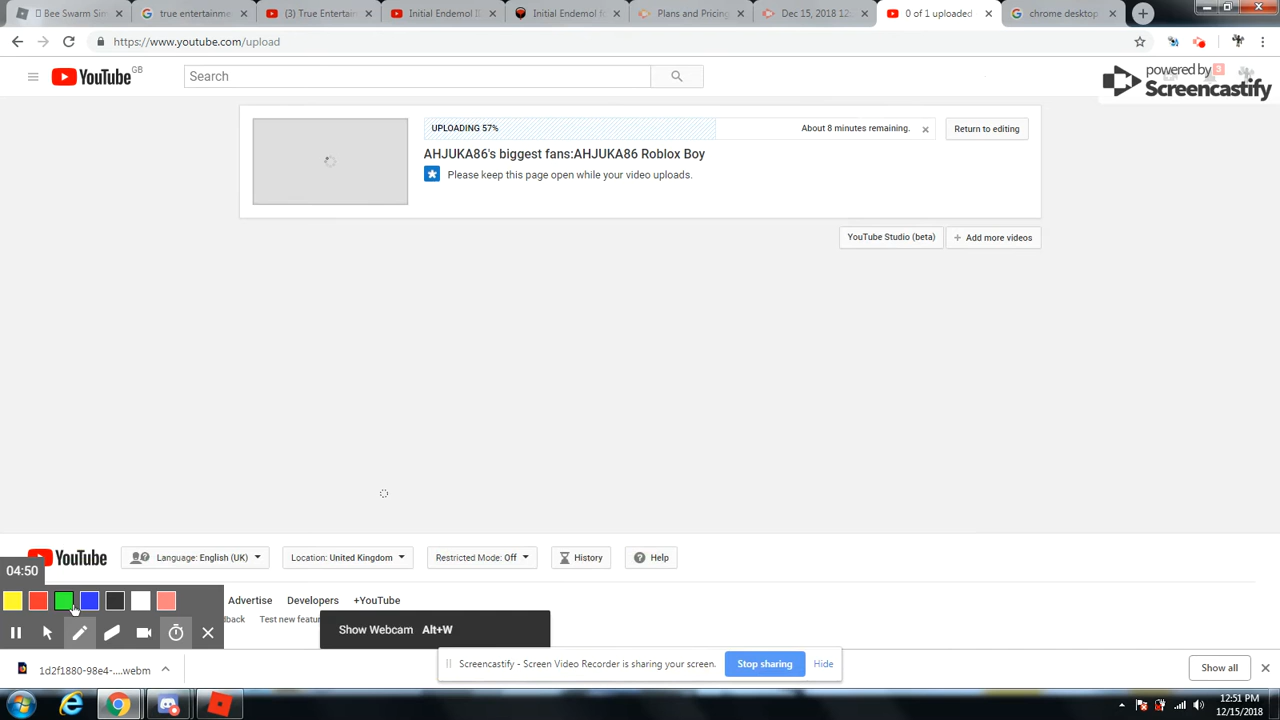 Bee Swarm Sim
true entertainme
(3) True Entertain
Initial Endemol I
Initial Endemol fo
Plans and Pricing
Dec 15, 2018 12:
0 of 1 uploaded
chrome desktop
https://www.youtube.com/upload
YouTube GB
Search
powered by 3
Screencastify
UPLOADING 57%
About 8 minutes remaining.
Return to editing
AHJUKA86's biggest fans:AHJUKA86 Roblox Boy
Please keep this page open while your video uploads.
YouTube Studio (beta)
+ Add more videos
YouTube
Language: English (UK)
Location: United Kingdom
Restricted Mode: Off
History
Help
04:50
Advertise
Developers
+YouTube
dback
Test new featur
Show Webcam Alt+W
Screencastify - Screen Video Recorder is sharing your screen.
Stop sharing
Hide
1d2f1880-98e4-....webm
Show all
12:51 PM
12/15/2018